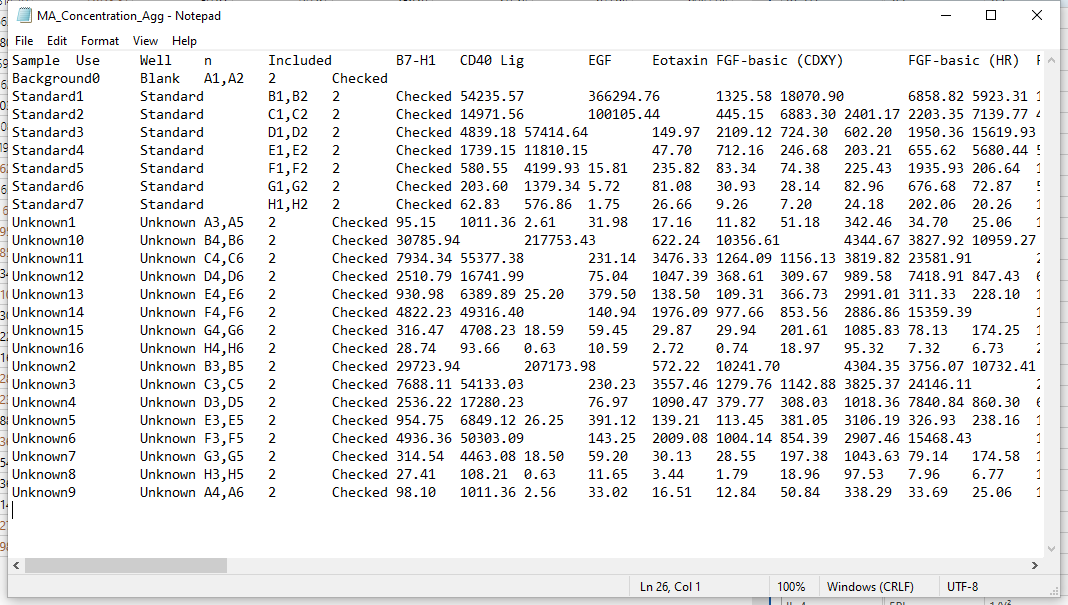 MA_Concentration_Agg - Notepad
File Edit Format View Help
Sample Use Well n Included B7-H1 CD40 Lig EGF Eotaxin FGF-basic (CDXY) FGF-basic (HR)
Background0 Blank A1,A2 2 Checked
Standard1 Standard B1,B2 2 Checked 54235.57 366294.76 1325.58 18070.90 6858.82 5923.31
Standard2 Standard C1,C2 2 Checked 14971.56 100105.44 445.15 6883.30 2401.17 2203.35 7139.77
Standard3 Standard D1,D2 2 Checked 4839.18 57414.64 149.97 2109.12 724.30 602.20 1950.36 15619.93
Standard4 Standard E1,E2 2 Checked 1739.15 11810.15 47.70 712.16 246.68 203.21 655.62 5680.44
Standard5 Standard F1,F2 2 Checked 580.55 4199.93 15.81 235.82 83.34 74.38 225.43 1935.93 206.64
Standard6 Standard G1,G2 2 Checked 203.60 1379.34 5.72 81.08 30.93 28.14 82.96 676.68 72.87
Standard7 Standard H1,H2 2 Checked 62.83 576.86 1.75 26.66 9.26 7.20 24.18 202.06 20.26
Unknown1 Unknown A3,A5 2 Checked 95.15 1011.36 2.61 31.98 17.16 11.82 51.18 342.46 34.70 25.06
Unknown10 Unknown B4,B6 2 Checked 30785.94 217753.43 622.24 10356.61 4344.67 3827.92 10959.27
Unknown11 Unknown C4,C6 2 Checked 7934.34 55377.38 231.14 3476.33 1264.09 1156.13 3819.82 23581.91
Unknown12 Unknown D4,D6 2 Checked 2510.79 16741.99 75.04 1047.39 368.61 309.67 989.58 7418.91 847.43
Unknown13 Unknown E4,E6 2 Checked 930.98 6389.89 25.20 379.50 138.50 109.31 366.73 2991.01 311.33 228.10
Unknown14 Unknown F4,F6 2 Checked 4822.23 49316.40 140.94 1976.09 977.66 853.56 2886.86 15359.39
Unknown15 Unknown G4,G6 2 Checked 316.47 4708.23 18.59 59.45 29.87 29.94 201.61 1085.83 78.13 174.25
Unknown16 Unknown H4,H6 2 Checked 28.74 93.66 0.63 10.59 2.72 0.74 18.97 95.32 7.32 6.73
Unknown2 Unknown B3,B5 2 Checked 29723.94 207173.98 572.22 10241.70 4304.35 3756.07 10732.41
Unknown3 Unknown C3,C5 2 Checked 7688.11 54133.03 230.23 3557.46 1279.76 1142.88 3825.37 24146.11
Unknown4 Unknown D3,D5 2 Checked 2536.22 17280.23 76.97 1090.47 379.77 308.03 1018.36 7840.84 860.30
Unknown5 Unknown E3,E5 2 Checked 954.75 6849.12 26.25 391.12 139.21 113.45 381.05 3106.19 326.93 238.16
Unknown6 Unknown F3,F5 2 Checked 4936.36 50303.09 143.25 2009.08 1004.14 854.39 2907.46 15468.43
Unknown7 Unknown G3,G5 2 Checked 314.54 4463.08 18.50 59.20 30.13 28.55 197.38 1043.63 79.14 174.58
Unknown8 Unknown H3,H5 2 Checked 27.41 108.21 0.63 11.65 3.44 1.79 18.96 97.53 7.96 6.77
Unknown9 Unknown A4,A6 2 Checked 98.10 1011.36 2.56 33.02 16.51 12.84 50.84 338.29 33.69 25.06
Ln 26, Col 1 100% Windows (CRLF) UTF-8